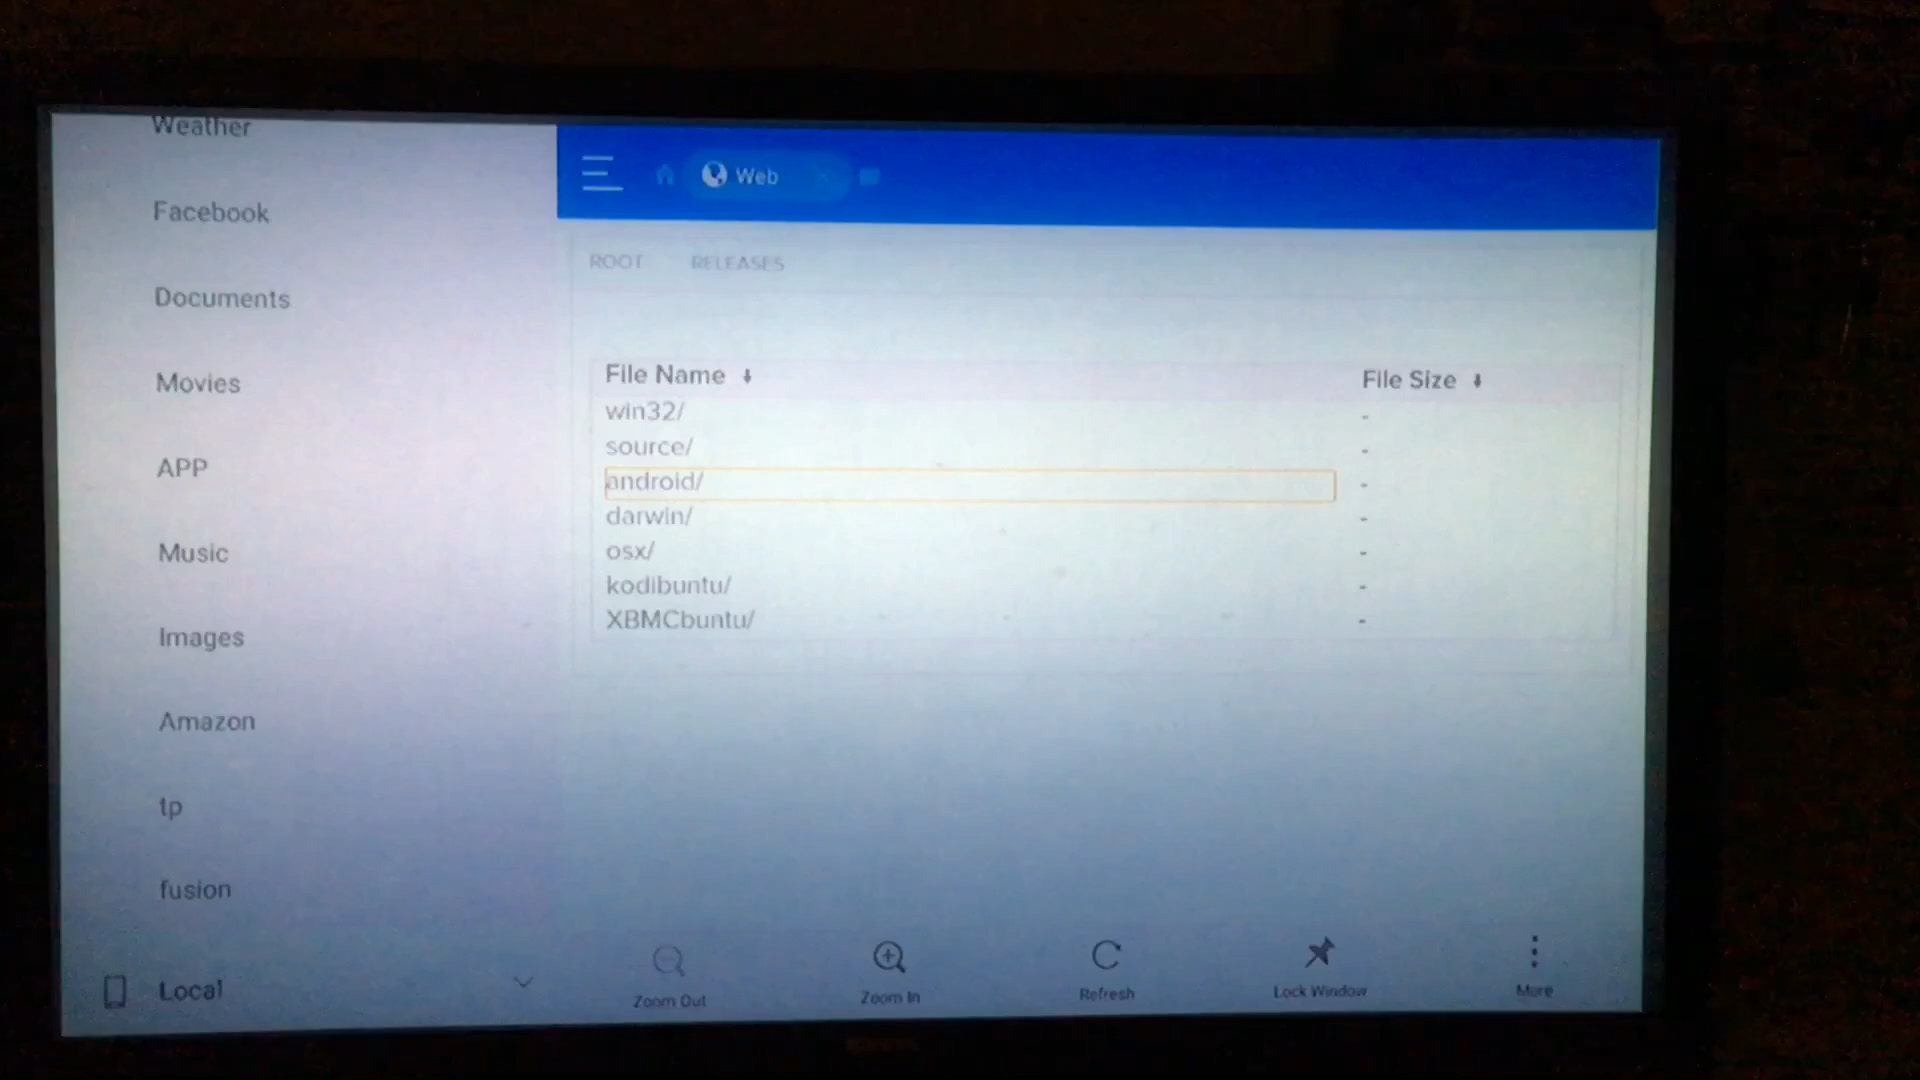 Weather
Facebook
Documents
Movies
APP
Music
Images
Amazon
tp
fusion
Local
Web
ROOT RELEASES
File Name File Size
win32/ -
source/ -
android/ -
darwin/ -
osx/ -
kodibuntu/ -
XBMCbuntu/ -
Zoom Out Zoom In Refresh Lock Window More